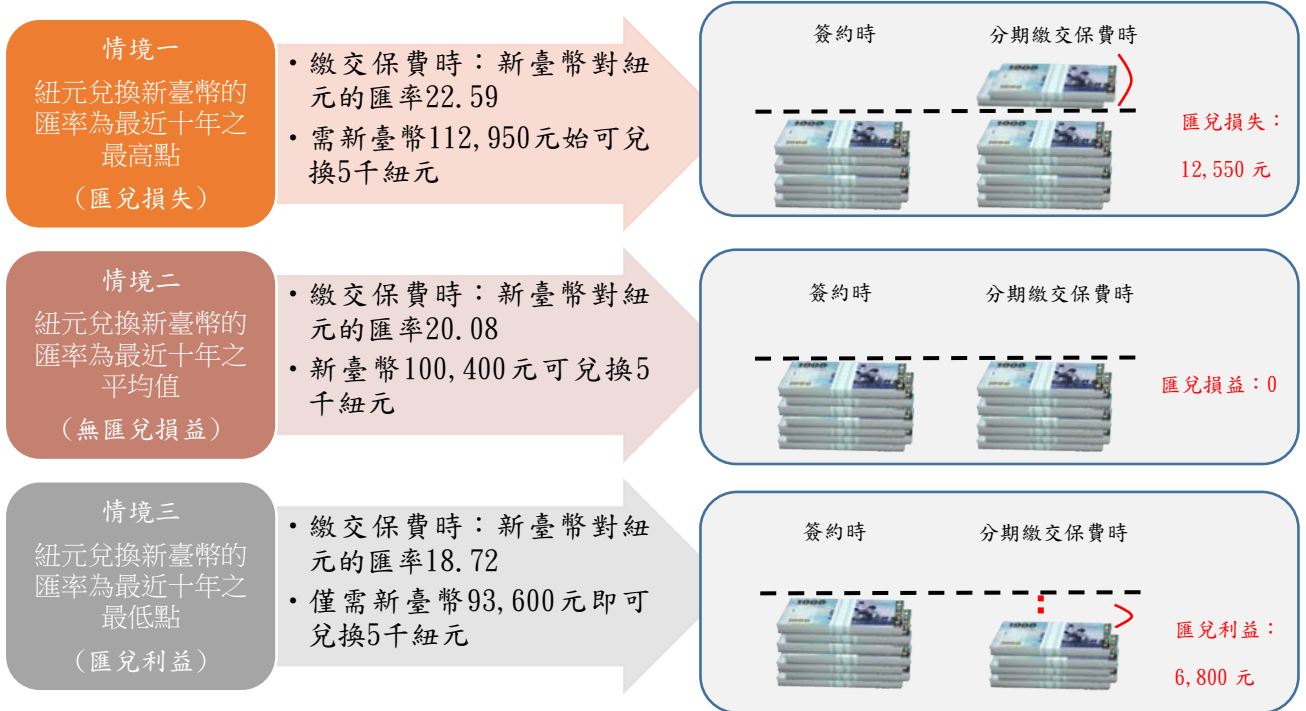 情境一
紐元兌換新臺幣的
匯率為最近十年之
最高點
(匯兌損失)
•繳交保費時：新臺幣對紐
元的匯率22.59
•需新臺幣112,950元始可兌
換5千紐元
簽約時
分期繳交保費時
匯兌損失：
12,550 元
情境二
紐元兌換新臺幣的
匯率為最近十年之
平均值
(無匯兌損益)
•繳交保費時：新臺幣對紐
元的匯率20.08
•新臺幣100,400元可兌換5
千紐元
簽約時
分期繳交保費時
匯兌損益：0
情境三
紐元兌換新臺幣的
匯率為最近十年之
最低點
(匯兌利益)
•繳交保費時：新臺幣對紐
元的匯率18.72
•僅需新臺幣93,600元即可
兌換5千紐元
簽約時
分期繳交保費時
匯兌利益：
6,800 元